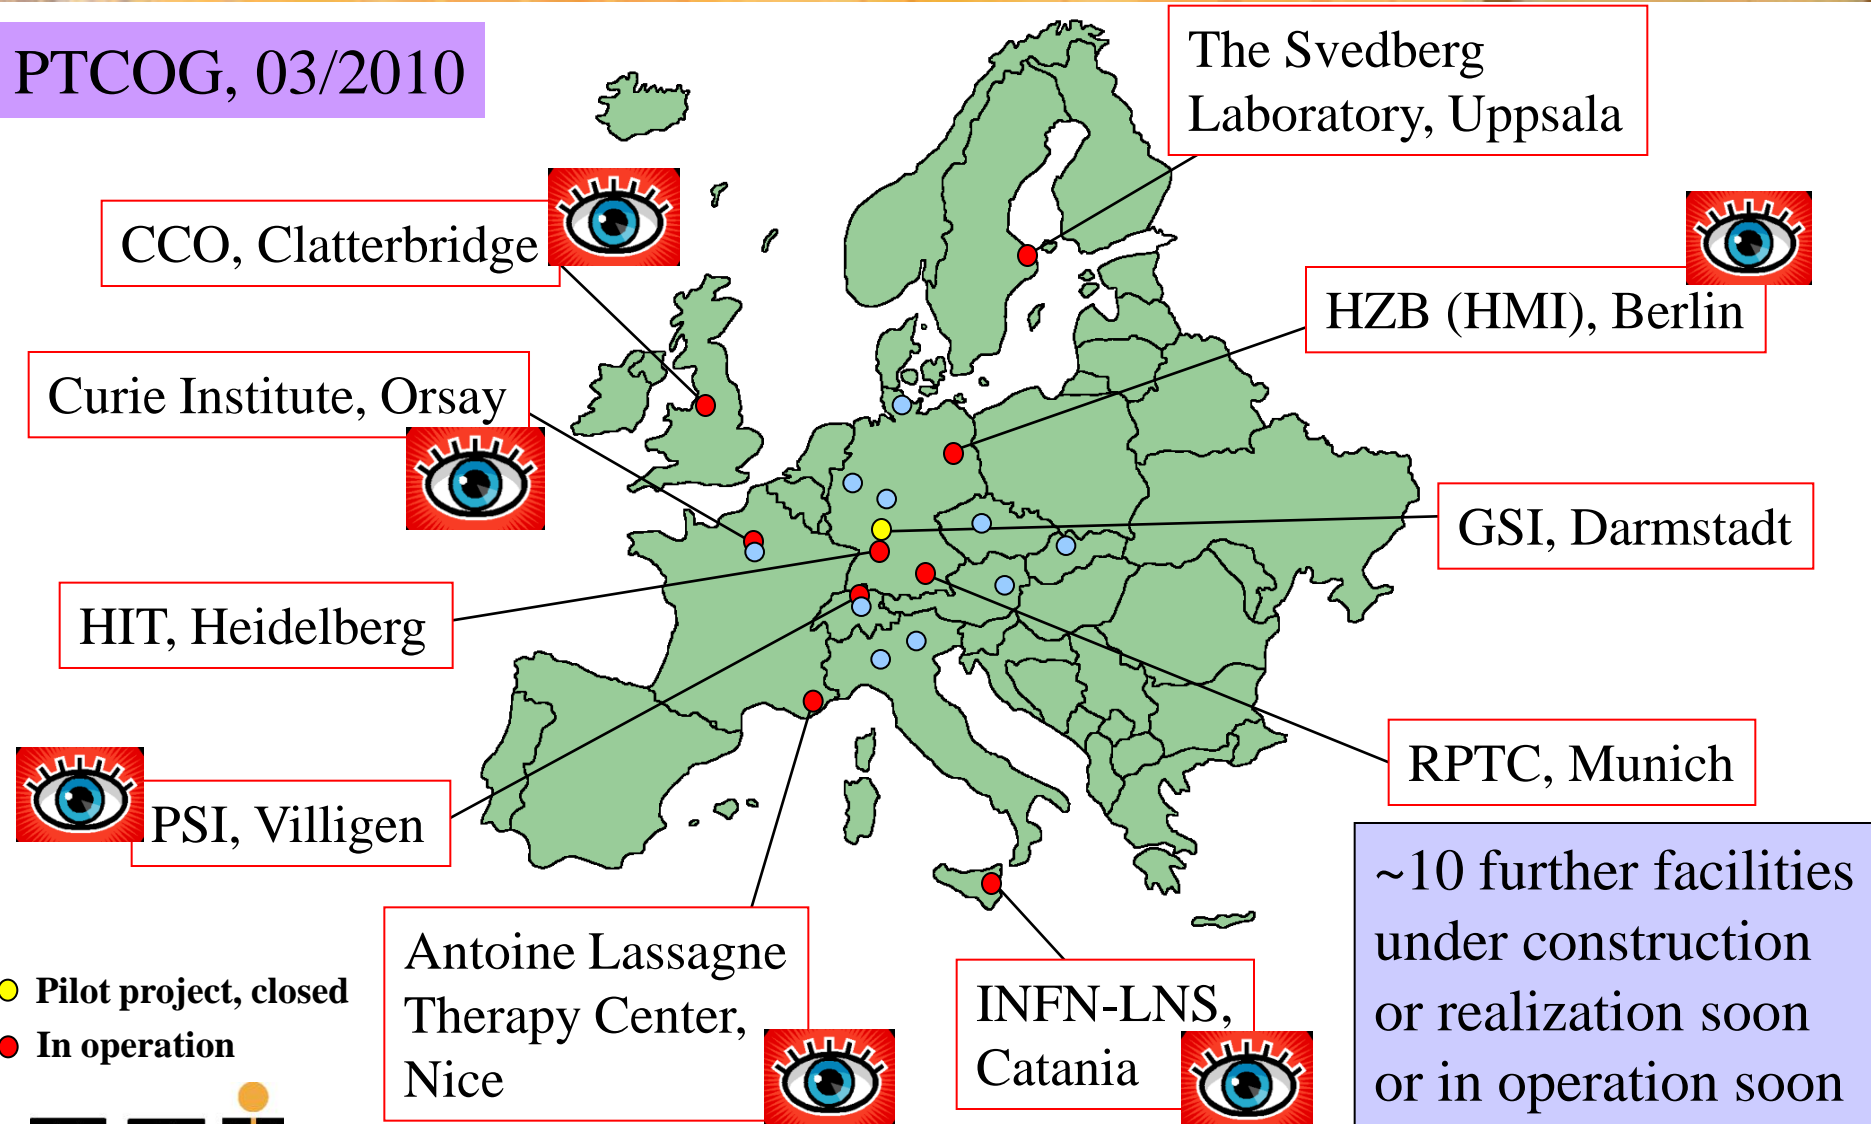 PTCOG, 03/2010
The Svedberg
Laboratory, Uppsala
CCO, Clatterbridge
HZB (HMI), Berlin
Curie Institute, Orsay
GSI, Darmstadt
HIT, Heidelberg
RPTC, Munich
PSI, Villigen
~10 further facilities
under construction
or realization soon
or in operation soon
Antoine Lassagne
Therapy Center,
Nice
INFN-LNS,
Catania
Pilot project, closed
In operation